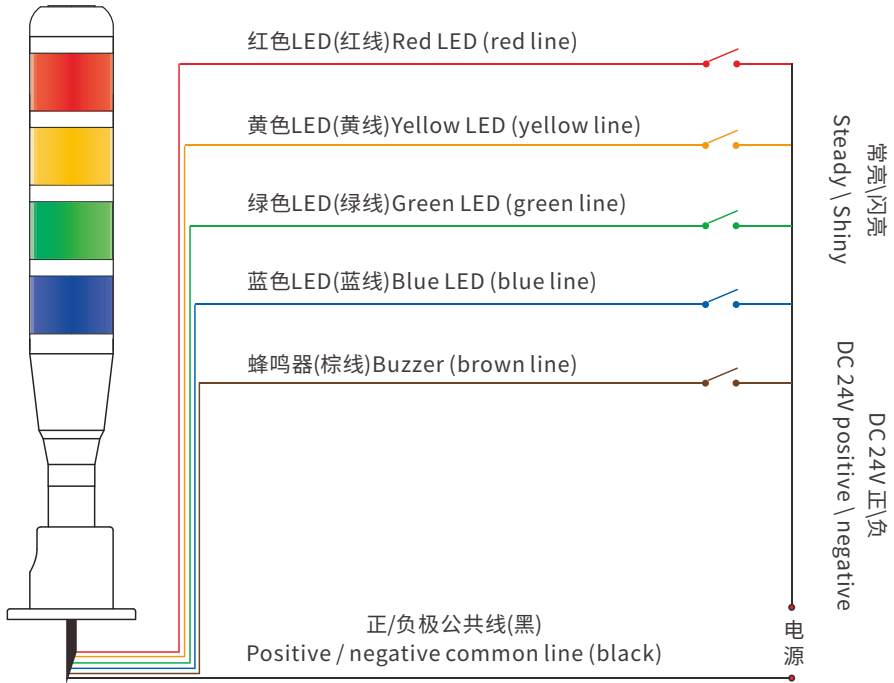 红色LED(红线)Red LED (red line)
黄色LED(黄线)Yellow LED (yellow line)
绿色LED(绿线)Green LED (green line)
蓝色LED(蓝线)Blue LED (blue line)
蜂鸣器(棕线)Buzzer (brown line)
常亮\闪亮
Steady \ Shiny
DC 24V 正\负
DC 24V positive \ negative
正/负极公共线(黑)
Positive / negative common line (black)
电源